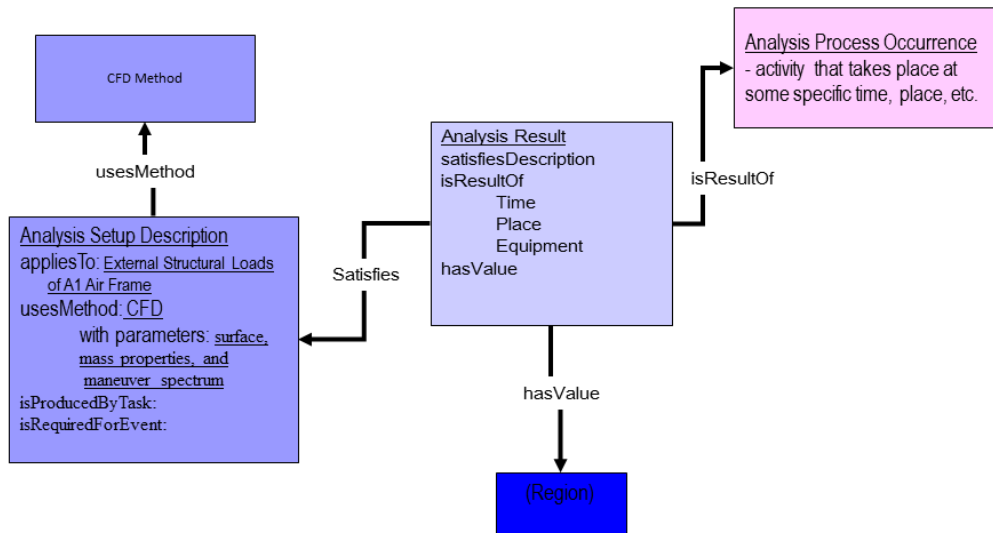 CFD Method
usesMethod
Analysis Setup Description
appliesTo: External Structural Loads
of A1 Air Frame
usesMethod: CFD
with parameters: surface,
mass properties, and
maneuver spectrum
isProducedByTask:
isRequiredForEvent:
Satisfies
Analysis Result
satisfiesDescription
isResultOf
Time
Place
Equipment
hasValue
hasValue
(Region)
isResultOf
Analysis Process Occurrence
- activity that takes place at
some specific time, place, etc.